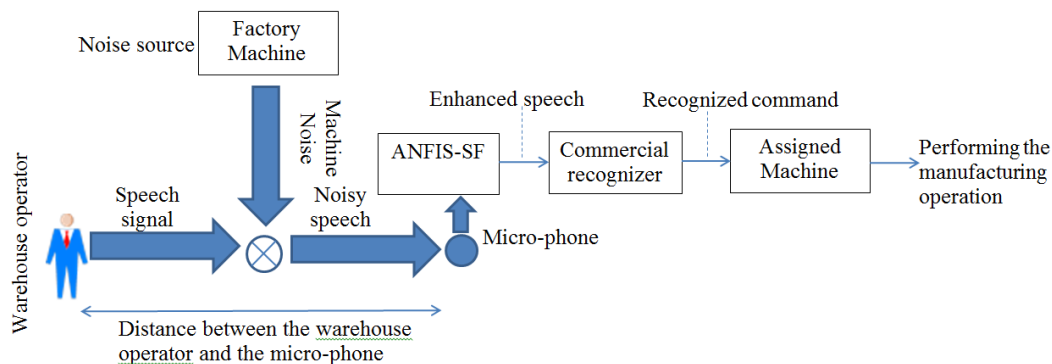 Noise source
Factory
Machine
Machine
Noise
Enhanced speech
Recognized command
ANFIS-SF
Commercial
recognizer
Assigned
Machine
Performing the
manufacturing
operation
Warehouse operator
Speech
signal
Noisy
speech
Micro-phone
Distance between the warehouse
operator and the micro-phone